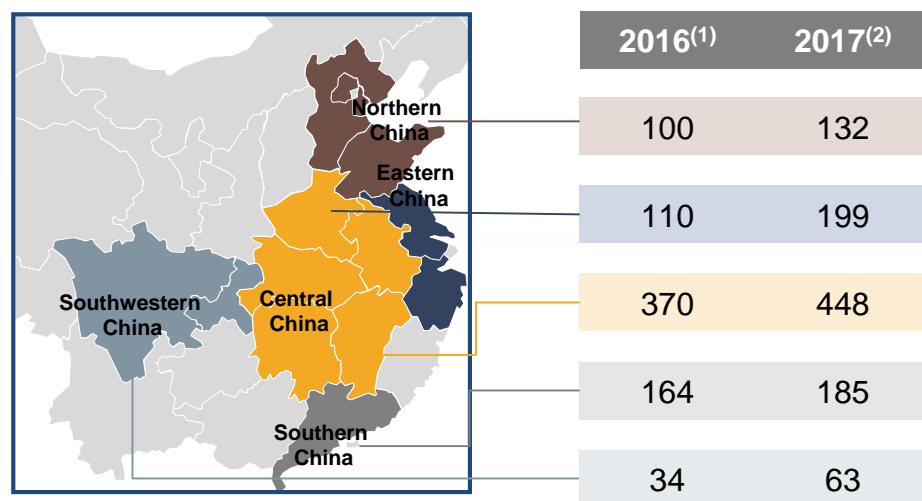 2016(1) 2017(2)
Northern
China
100 132
Eastern
China
110 199
Southwestern
China
Central
China
370 448
164 185
Southern
China
34 63